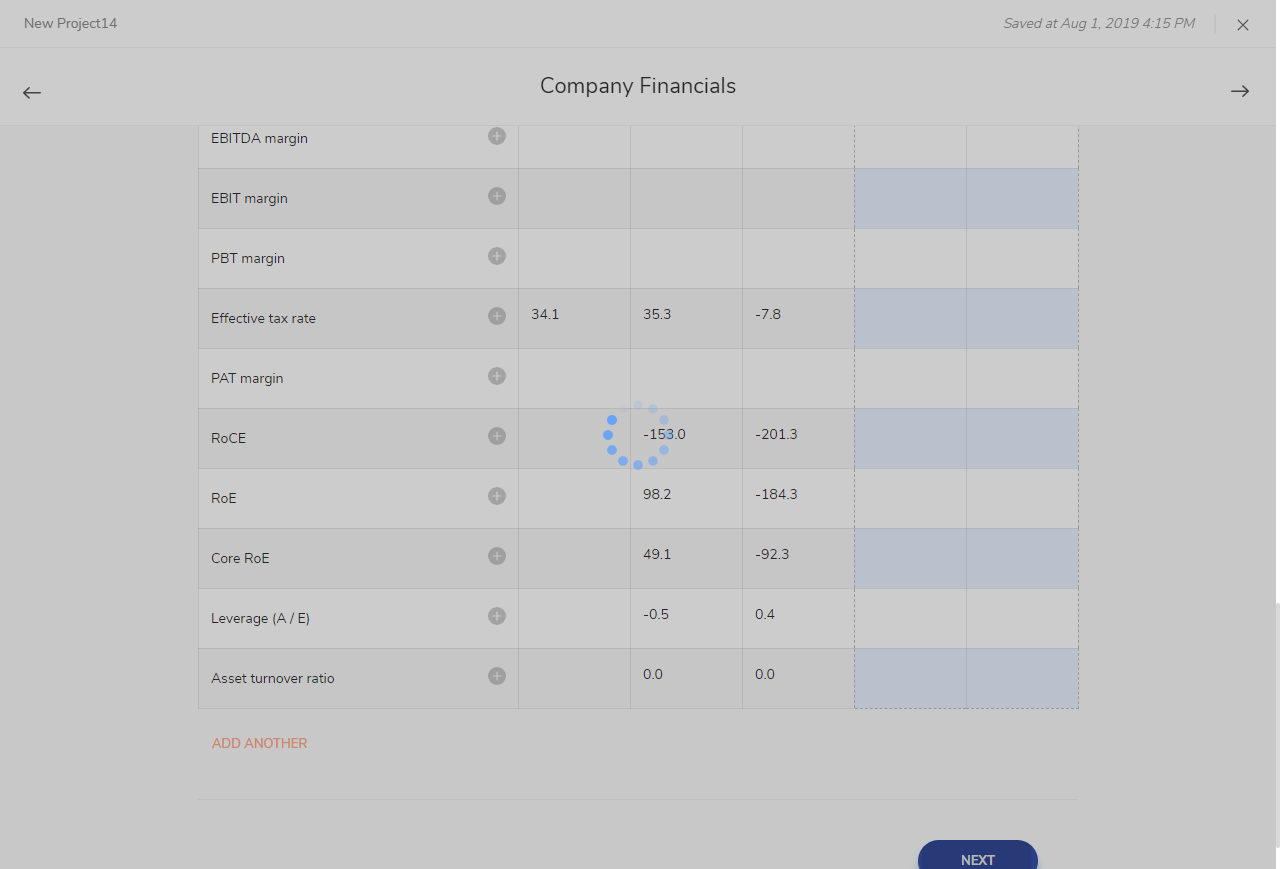 New Project14
Saved at Aug 1, 2019 4:15 PM
Company Financials
EBITDA margin
EBIT margin
PBT margin
Effective tax rate 34.1 35.3 -7.8
PAT margin
RoCE -153.0 -201.3
RoE 98.2 -184.3
Core RoE 49.1 -92.3
Leverage (A / E) -0.5 0.4
Asset turnover ratio 0.0 0.0
ADD ANOTHER
NEXT